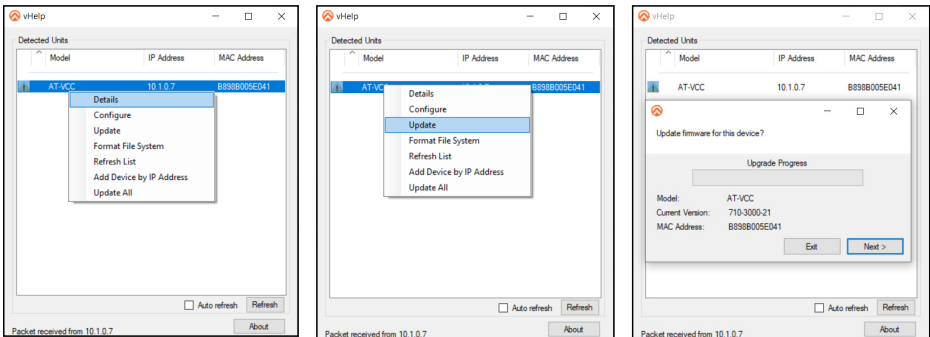 vHelp
Detected Units
Model IP Address MAC Address
AT-VCC 10.1.0.7 B898B005E041
Details
Configure
Update
Format File System
Refresh List
Add Device by IP Address
Update All
Auto refresh Refresh
Packet received from 10.1.0.7 About
vHelp
Detected Units
Model IP Address MAC Address
AT-VCC B898B005E041
Details
Configure
Update
Format File System
Refresh List
Add Device by IP Address
Update All
Auto refresh Refresh
Packet received from 10.1.0.7 About
vHelp
Detected Units
Model IP Address MAC Address
AT-VCC 10.1.0.7 B898B005E041
Update firmware for this device?
Upgrade Progress
Model: AT-VCC
Current Version: 710-3000-21
MAC Address: B898B005E041
Exit Next >
Auto refresh Refresh
Packet received from 10.1.0.7 About